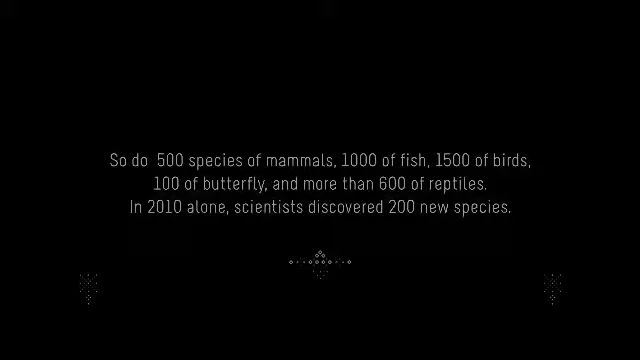 So do  500 species of mammals, 1000 of fish, 1500 of birds,
100 of butterfly, and more than 600 of reptiles.
In 2010 alone, scientists discovered 200 new species.